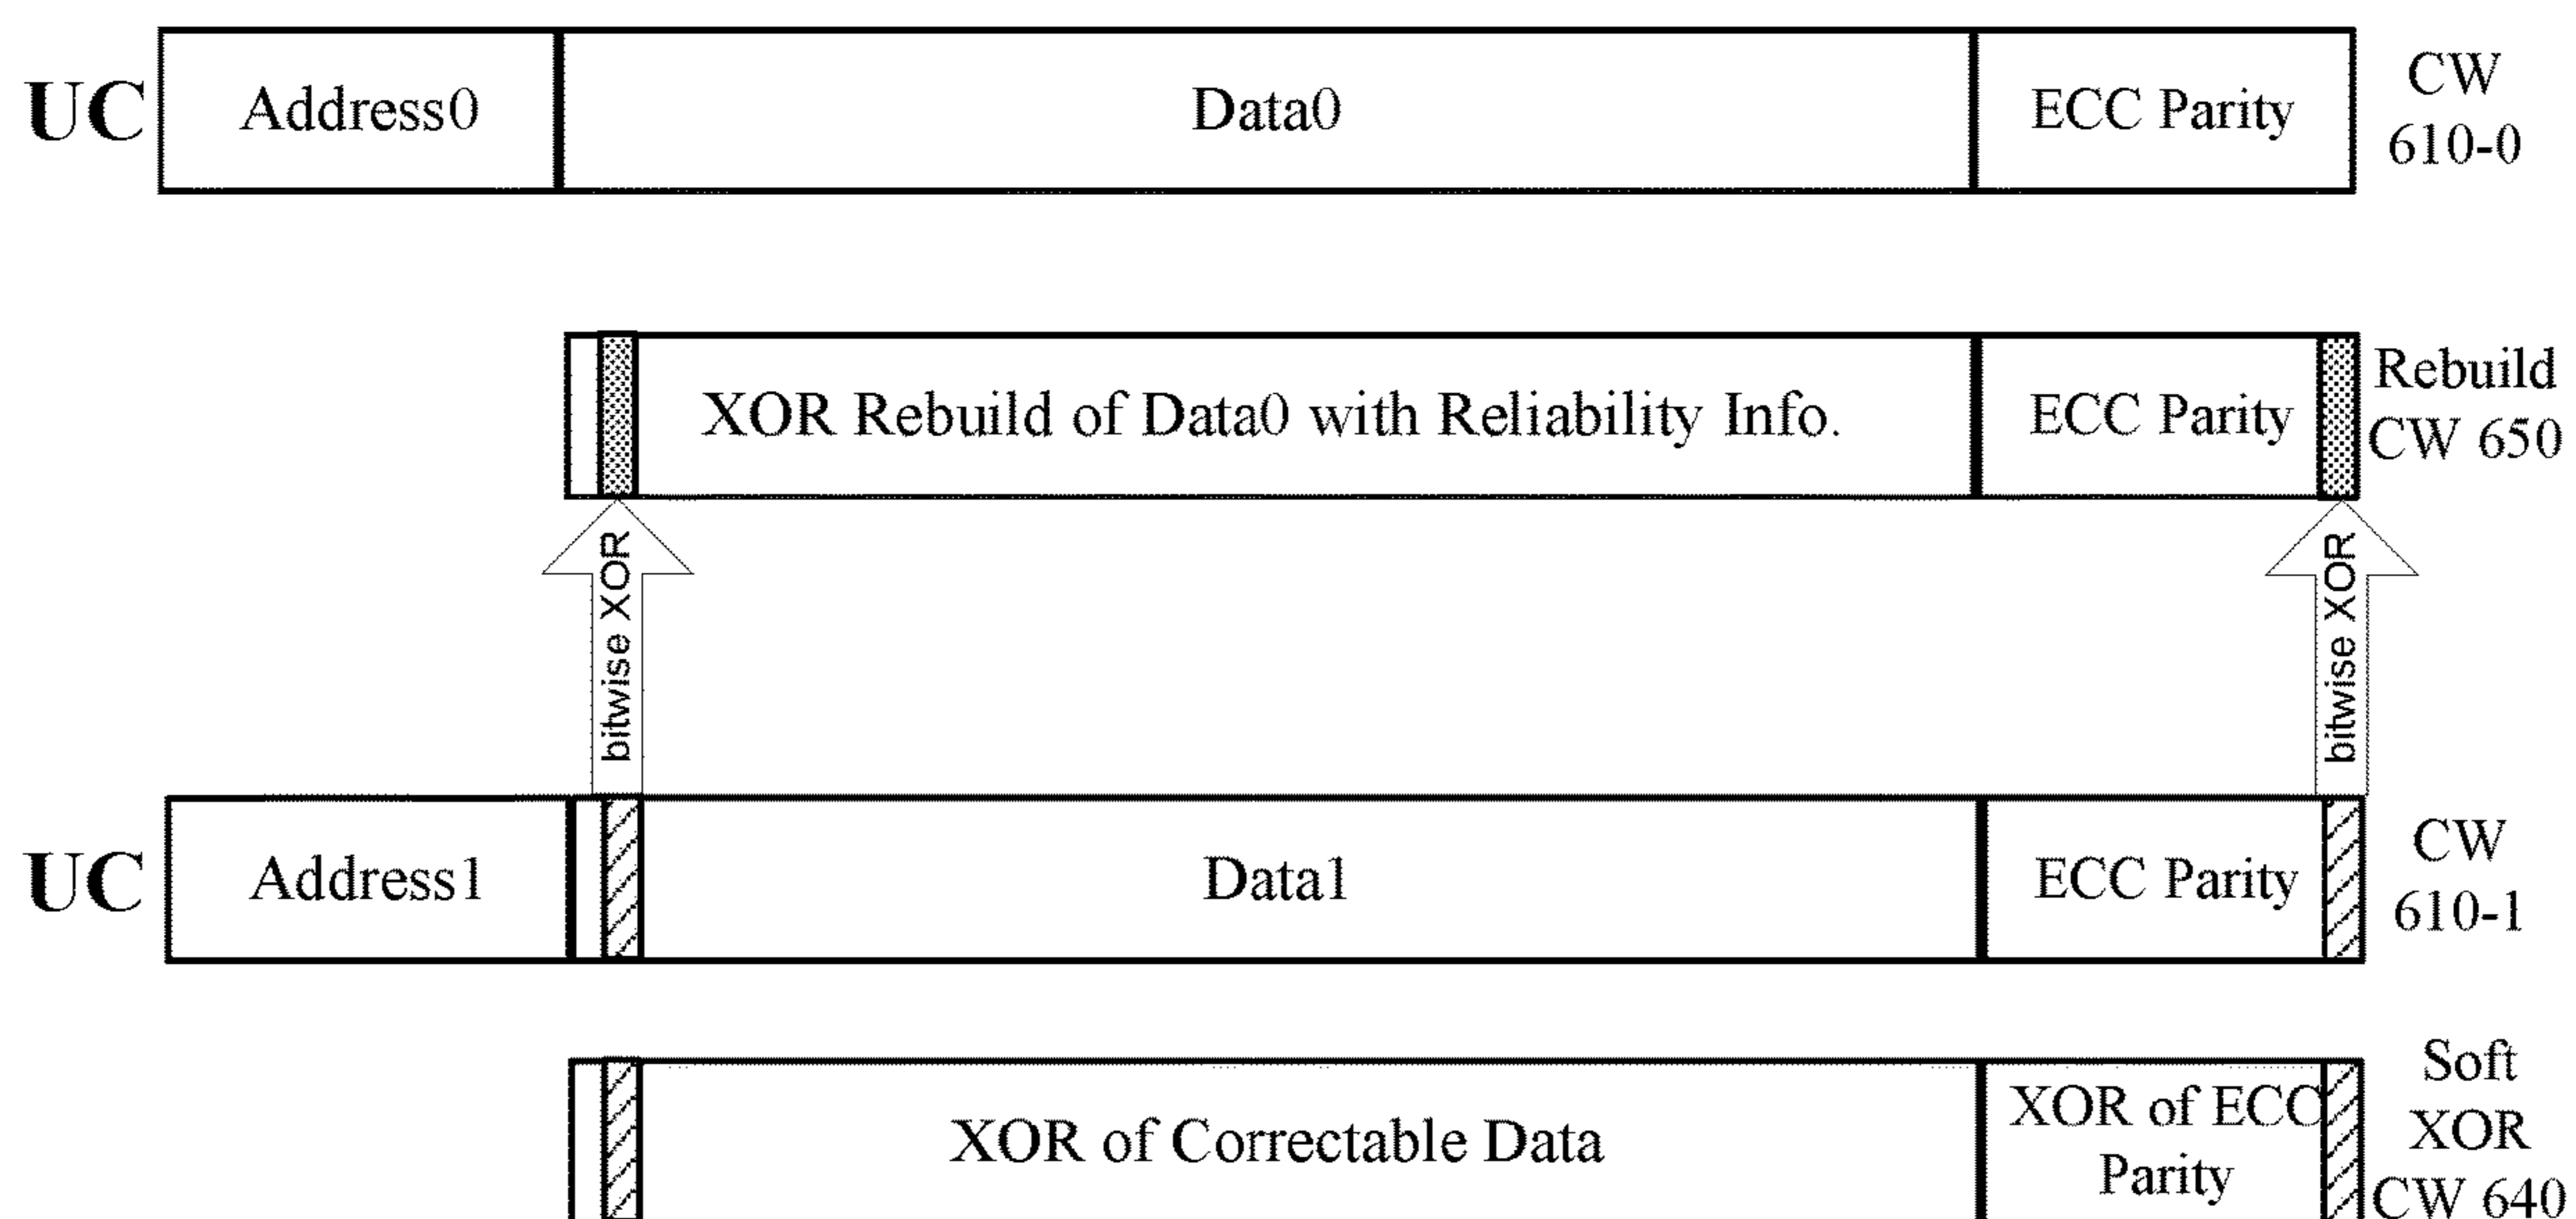 UC
Address0
Data0
ECC Parity
CW
610-0
XOR Rebuild of Data0 with Reliability Info.
ECC Parity
Rebuild
CW 650
bitwise XOR
bitwise XOR
UC
Address1
Data1
ECC Parity
CW
610-1
XOR of Correctable Data
XOR of ECC
Parity
Soft
XOR
CW 640